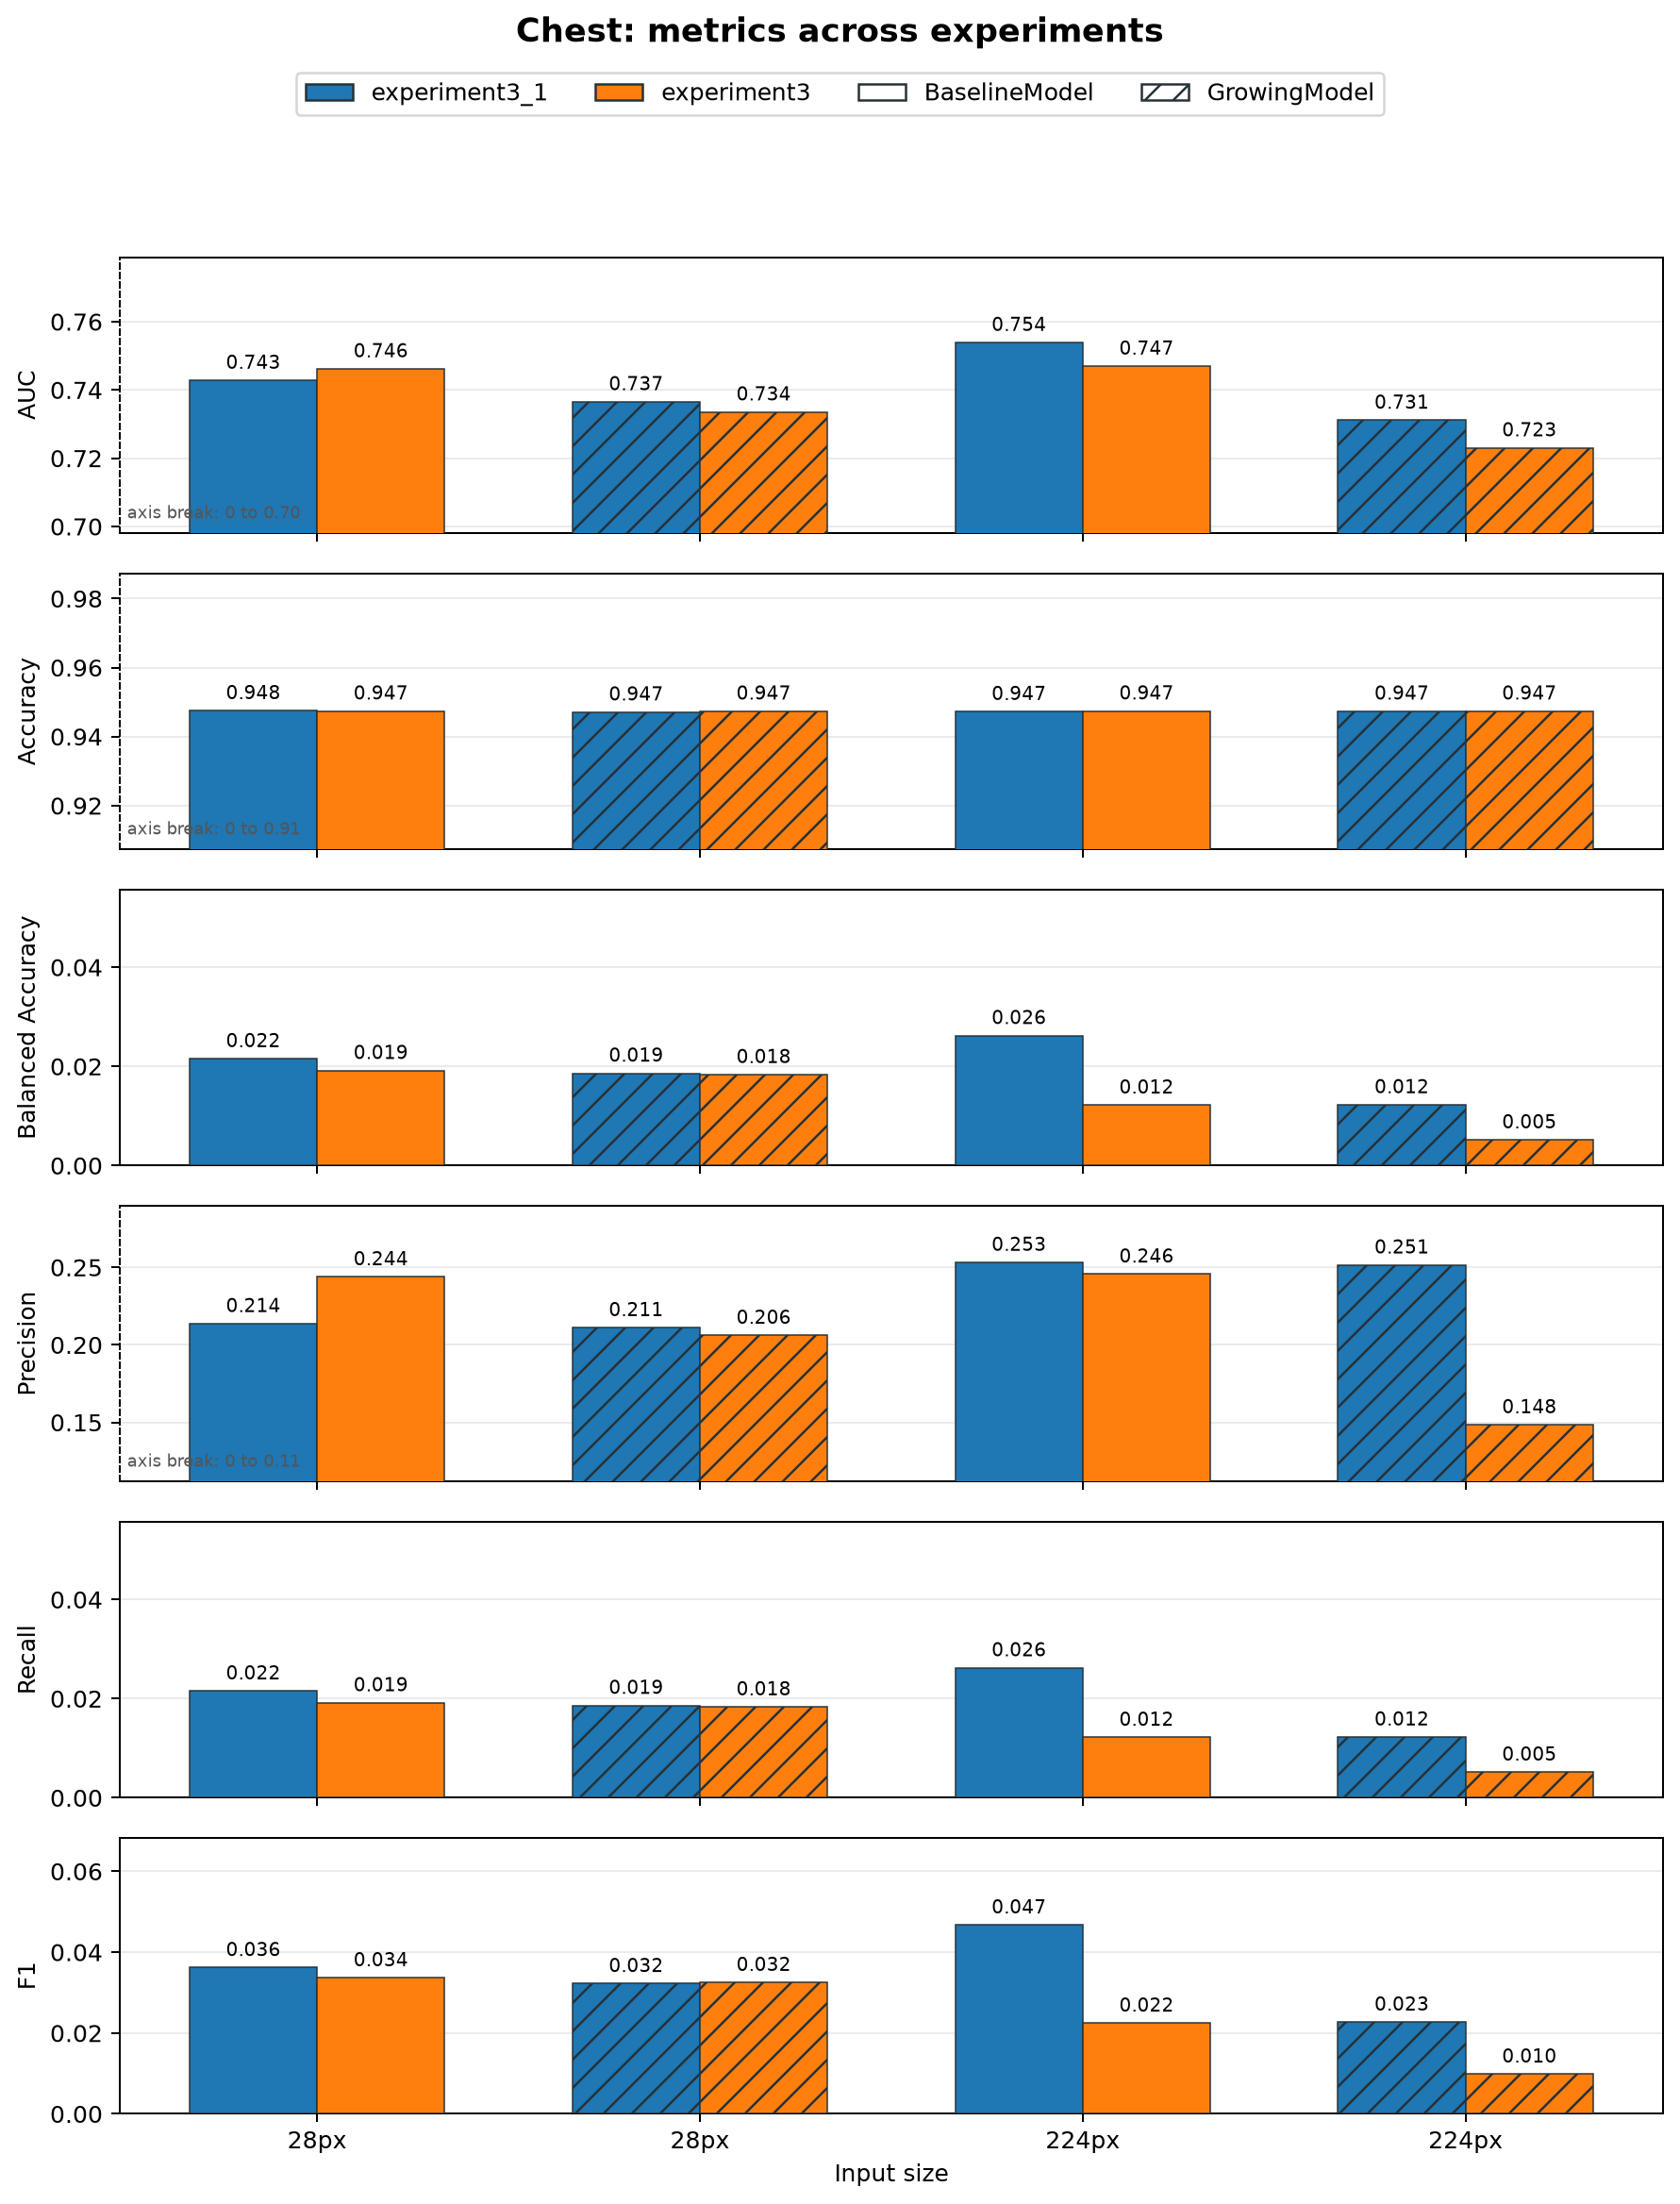 Chest: metrics across experiments
experiment3_1 experiment3 BaselineModel GrowingModel
AUC
0.76
0.74
0.72
0.70
0.743 0.746 0.737 0.734 0.754 0.747 0.731 0.723
axis break: 0 to 0.70
Accuracy
0.98
0.96
0.94
0.92
0.948 0.947 0.947 0.947 0.947 0.947 0.947 0.947
axis break: 0 to 0.91
Balanced Accuracy
0.04
0.02
0.00
0.022 0.019 0.019 0.018 0.026 0.012 0.012 0.005
Precision
0.25
0.20
0.15
0.214 0.244 0.211 0.206 0.253 0.246 0.251 0.148
axis break: 0 to 0.11
Recall
0.04
0.02
0.00
0.022 0.019 0.019 0.018 0.026 0.012 0.012 0.005
F1
0.06
0.04
0.02
0.00
0.036 0.034 0.032 0.032 0.047 0.022 0.023 0.010
28px 28px 224px 224px
Input size